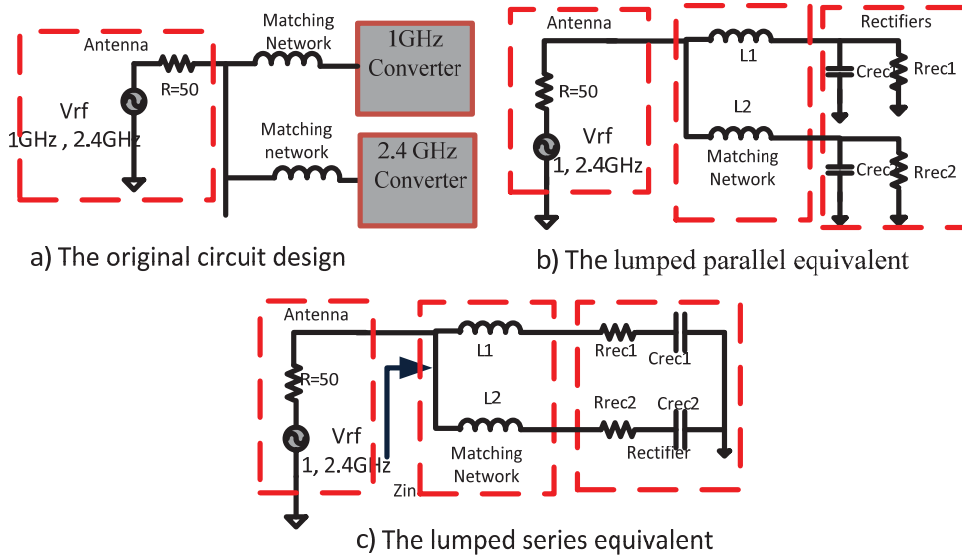 Antenna
R=50
Vrf
1GHz , 2.4GHz
Matching
Network
1GHz
Converter
Matching
network
2.4 GHz
Converter
a) The original circuit design
Antenna
R=50
Vrf
1, 2.4GHz
L1
L2
Matching
Network
Rectifiers
Crec1
Rrec1
Crec2
Rrec2
b) The lumped parallel equivalent
Antenna
R=50
Vrf
1, 2.4GHz
Zin
L1
L2
Matching
Network
Rrec1
Crec1
Rrec2
Crec2
Rectifier
c) The lumped series equivalent